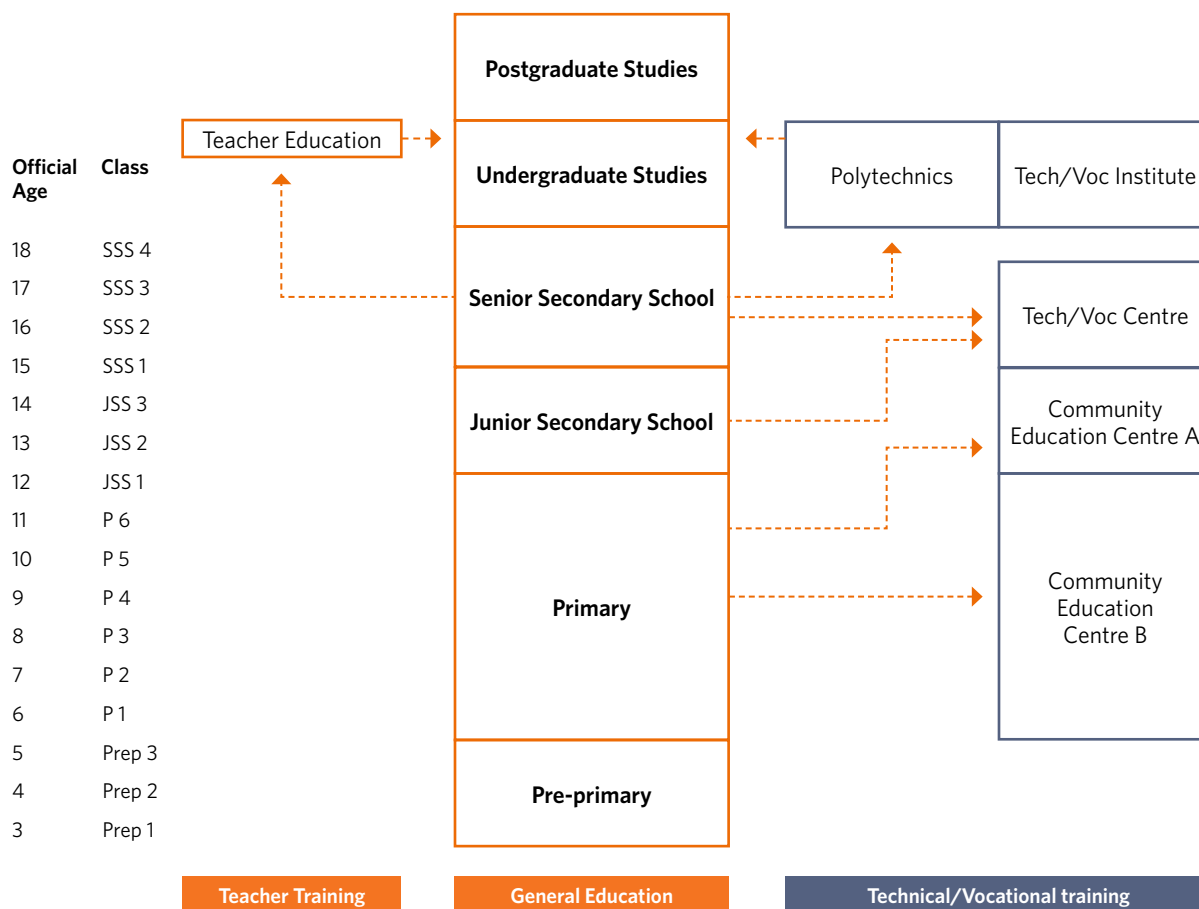 Postgraduate Studies
Teacher Education
Undergraduate Studies
Polytechnics
Tech/Voc Institute
Official Age
Class
18 SSS 4
17 SSS 3
16 SSS 2
15 SSS 1
14 JSS 3
13 JSS 2
12 JSS 1
11 P 6
10 P 5
9 P 4
8 P 3
7 P 2
6 P 1
5 Prep 3
4 Prep 2
3 Prep 1
Senior Secondary School
Junior Secondary School
Primary
Pre-primary
Tech/Voc Centre
Community
Education Centre A
Community
Education
Centre B
Teacher Training
General Education
Technical/Vocational training